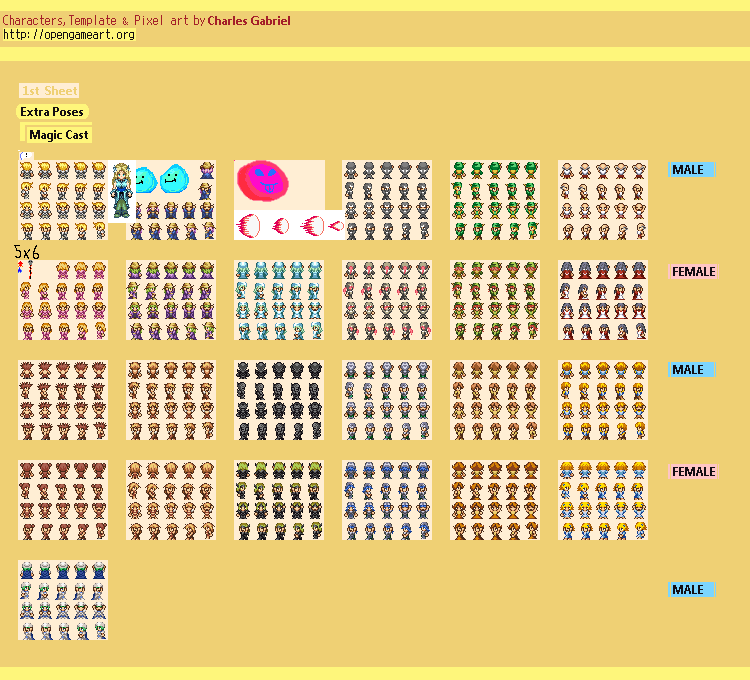 Characters, Template & Pixel art by Charles Gabriel
http://opengameart.org
1st Sheet
Extra Poses
Magic Cast
MALE
5x6
FEMALE
MALE
FEMALE
MALE